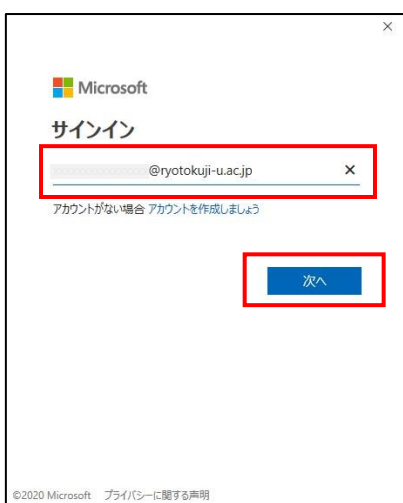 Microsoft
サインイン
@ryotokuji-u.ac.jp
アカウントがない場合 アカウントを作成しましょう
次へ
©2020 Microsoft プライバシーに関する声明